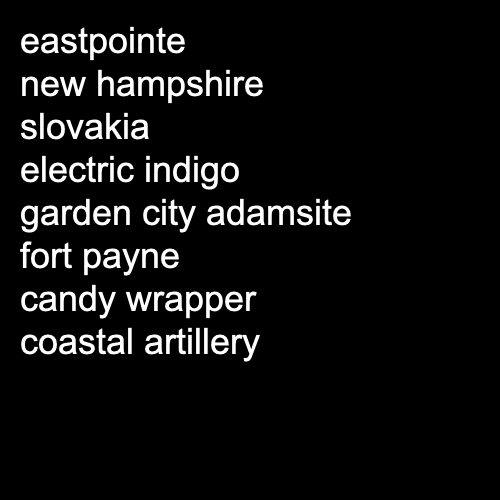 eastpointe
new hampshire
slovakia
electric indigo
garden city adamsite
fort payne
candy wrapper
coastal artillery